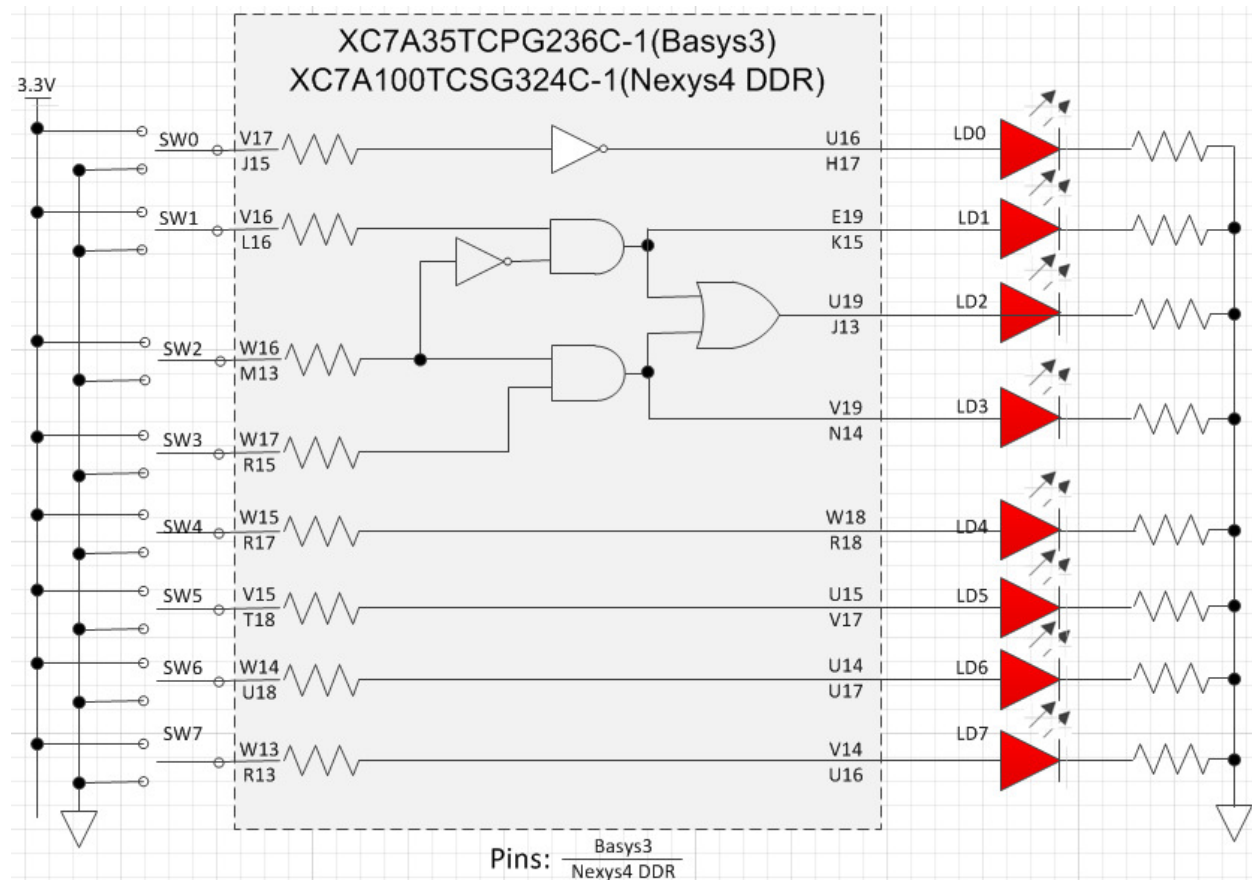 XC7A35TCPG236C-1(Basys3)
XC7A100TCSG324C-1(Nexys4 DDR)
3.3V
SW0 V17 U16 LD0
J15 H17
SW1 V16 E19 LD1
L16 K15
U19 LD2
J13
SW2 W16
M13
V19 LD3
N14
SW3 W17
R15
SW4 W15 W18 LD4
R17 R18
SW5 V15 U15 LD5
T18 V17
SW6 W14 U14 LD6
U18 U17
SW7 W13 V14 LD7
R13 U16
Pins: Basys3
Nexys4 DDR